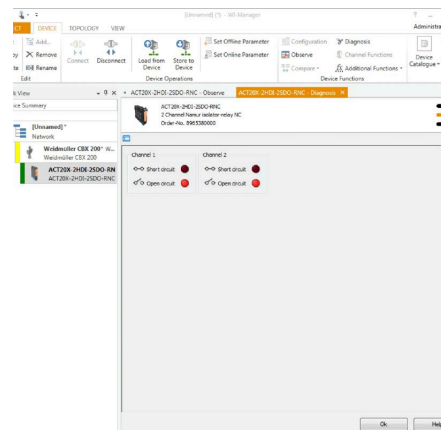 [Unnamed] (*) - WI-Manager
DEVICE TOPOLOGY VIEW
Administra
Add...
Remove
Rename
Edit
Connect Disconnect
Load from Device
Store to Device
Set Offline Parameter
Set Online Parameter
Device Operations
Configuration
Observe
Compare
Diagnosis
Channel Functions
Additional Functions
Device Functions
Device Catalogue
View
ice Summary
[Unnamed] *
Network
Weidmüller CBX 200* W...
Weidmüller CBX 200
ACT20X-2HDI-2SDO-RN
ACT20X-2HDI-2SDO-RNC
ACT20X-2HDI-2SDO-RNC - Observe
ACT20X-2HDI-2SDO-RNC - Diagnosis
ACT20X-2HDI-2SDO-RNC
2 Channel Namur isolator-relay NC
Order-No. 8965380000
Channel 1
Short circuit
Open circuit
Channel 2
Short circuit
Open circuit
Ok
Help